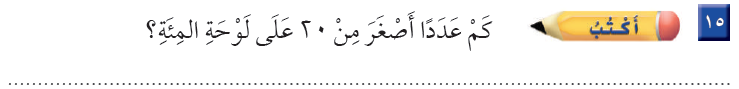 ١٥ أَكْتُبُ كَمْ عَدَدًا أَصْغَرَ مِنْ ٢٠ عَلَى لَوْحَةِ المِئَةِ؟